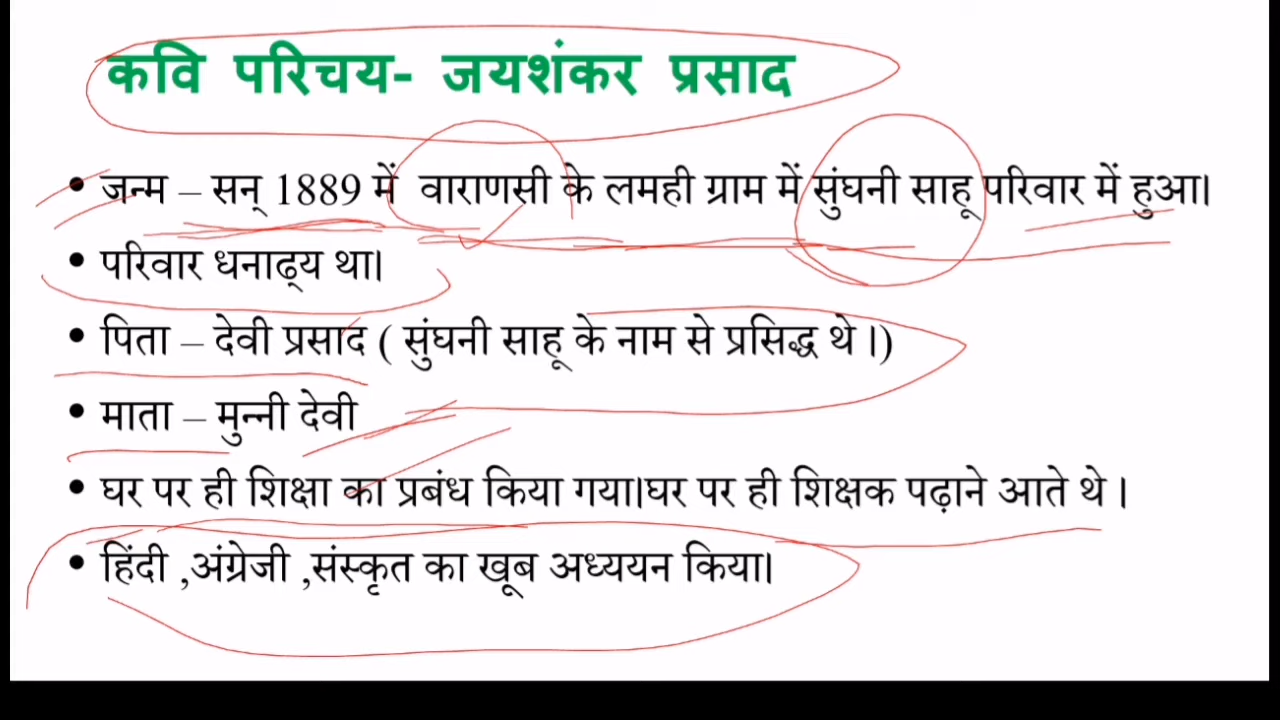 कवि परिचय- जयशंकर प्रसाद
• जन्म – सन् 1889 में वाराणसी के लमही ग्राम में सुंघनी साहू परिवार में हुआ।
• परिवार धनाढ्य था।
• पिता – देवी प्रसाद ( सुंघनी साहू के नाम से प्रसिद्ध थे ।)
• माता – मुन्नी देवी
• घर पर ही शिक्षा का प्रबंध किया गया।घर पर ही शिक्षक पढ़ाने आते थे ।
• हिंदी ,अंग्रेजी ,संस्कृत का खूब अध्ययन किया।